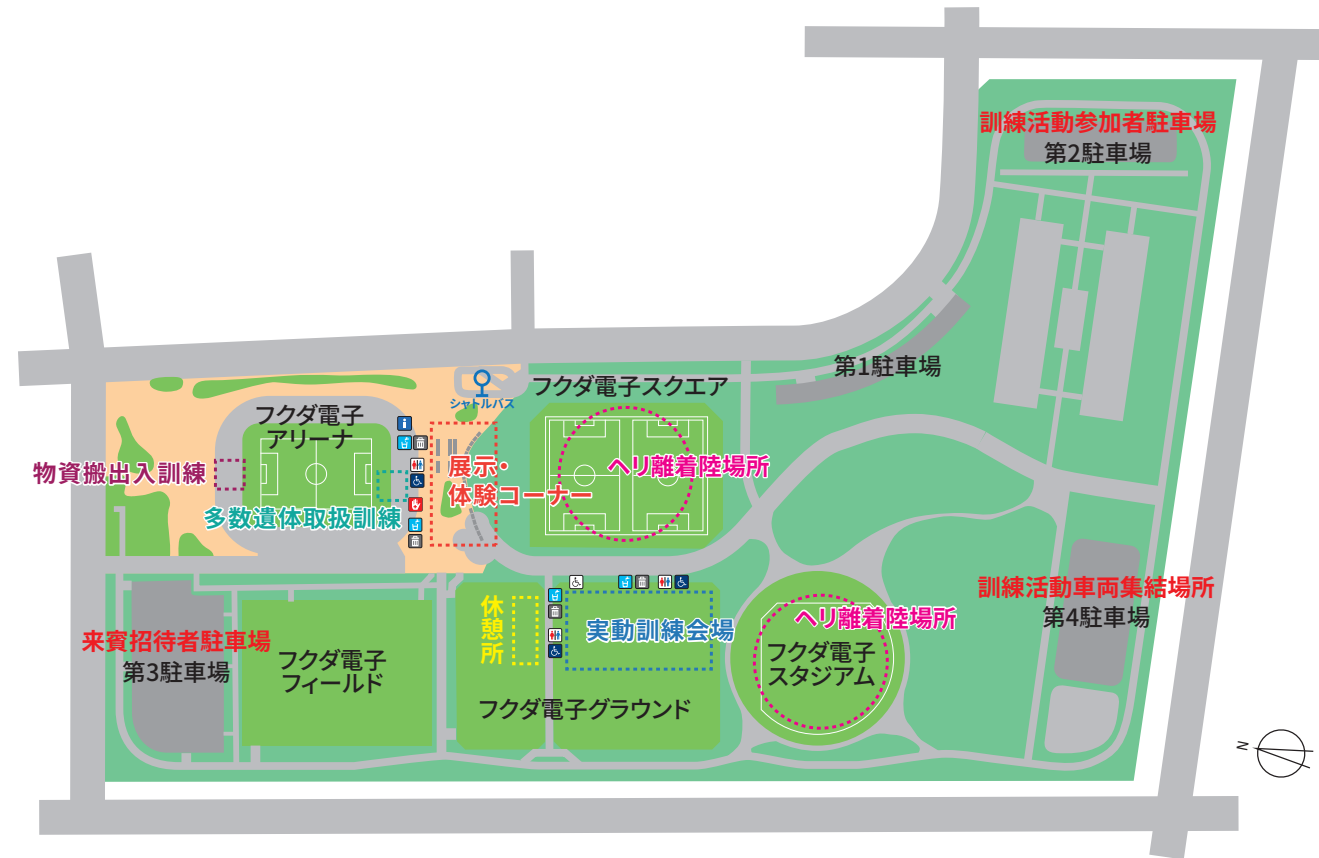 訓練活動参加者駐車場
第2駐車場
第1駐車場
シャトルバス
フクダ電子スクエア
フクダ電子
アリーナ
物資搬出入訓練
多数遺体取扱訓練
展示・
体験コーナー
ヘリ離着陸場所
訓練活動車両集結場所
第4駐車場
休憩所
実動訓練会場
ヘリ離着陸場所
フクダ電子
スタジアム
来賓招待者駐車場
第3駐車場
フクダ電子
フィールド
フクダ電子グラウンド
N